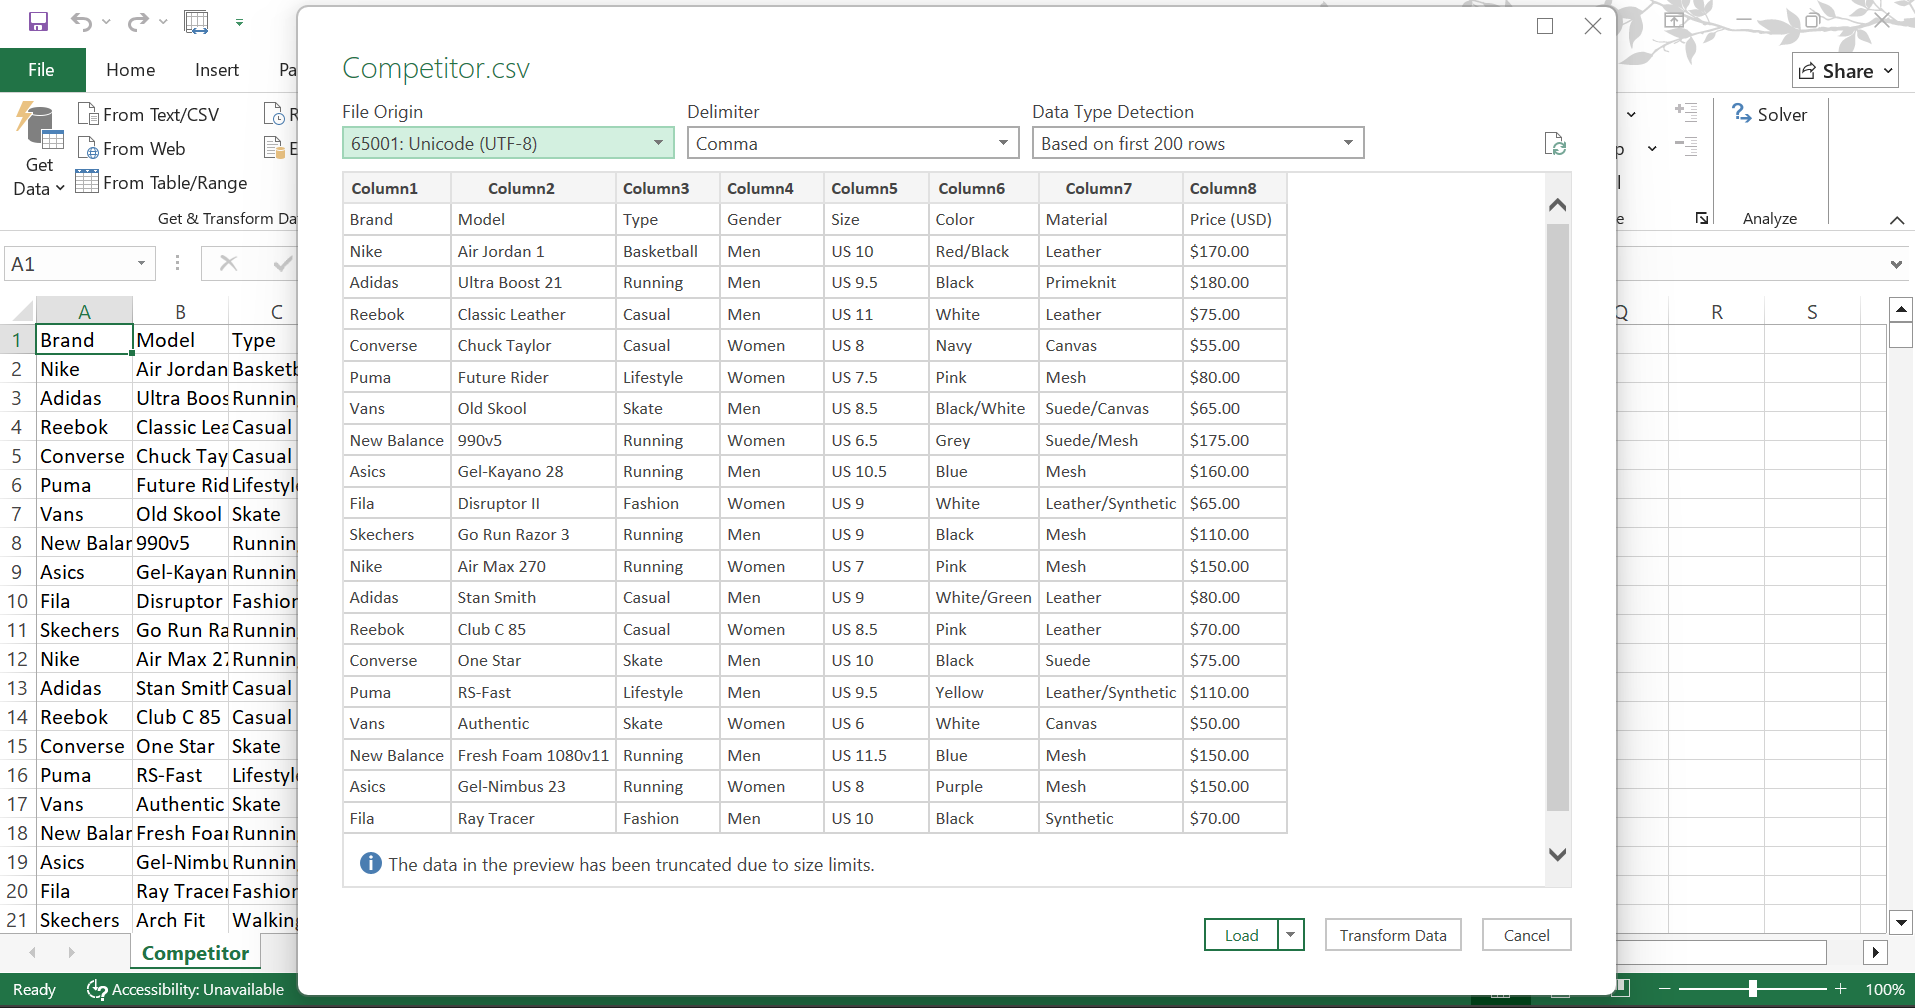 File Home Insert Pa
Share
Get Data
From Text/CSV
From Web
From Table/Range
Get & Transform Da
Solver
Analyze
A1
Competitor.csv
File Origin Delimiter Data Type Detection
65001: Unicode (UTF-8) Comma Based on first 200 rows
Column1 Column2 Column3 Column4 Column5 Column6 Column7 Column8
Brand Model Type Gender Size Color Material Price (USD)
Nike Air Jordan 1 Basketball Men US 10 Red/Black Leather $170.00
Adidas Ultra Boost 21 Running Men US 9.5 Black Primeknit $180.00
Reebok Classic Leather Casual Men US 11 White Leather $75.00
Converse Chuck Taylor Casual Women US 8 Navy Canvas $55.00
Puma Future Rider Lifestyle Women US 7.5 Pink Mesh $80.00
Vans Old Skool Skate Men US 8.5 Black/White Suede/Canvas $65.00
New Balance 990v5 Running Women US 6.5 Grey Suede/Mesh $175.00
Asics Gel-Kayano 28 Running Men US 10.5 Blue Mesh $160.00
Fila Disruptor II Fashion Women US 9 White Leather/Synthetic $65.00
Skechers Go Run Razor 3 Running Men US 9 Black Mesh $110.00
Nike Air Max 270 Running Women US 7 Pink Mesh $150.00
Adidas Stan Smith Casual Men US 9 White/Green Leather $80.00
Reebok Club C 85 Casual Women US 8.5 Pink Leather $70.00
Converse One Star Skate Men US 10 Black Suede $75.00
Puma RS-Fast Lifestyle Men US 9.5 Yellow Leather/Synthetic $110.00
Vans Authentic Skate Women US 6 White Canvas $50.00
New Balance Fresh Foam 1080v11 Running Men US 11.5 Blue Mesh $150.00
Asics Gel-Nimbus 23 Running Women US 8 Purple Mesh $150.00
Fila Ray Tracer Fashion Men US 10 Black Synthetic $70.00
The data in the preview has been truncated due to size limits.
Load Transform Data Cancel
A B C Q R S
1 Brand Model Type
2 Nike Air Jordan Basketb
3 Adidas Ultra Boos Runnin
4 Reebok Classic Lea Casual
5 Converse Chuck Tay Casual
6 Puma Future Rid Lifestyl
7 Vans Old Skool Skate
8 New Balar 990v5 Runnin
9 Asics Gel-Kayan Runnin
10 Fila Disruptor Fashior
11 Skechers Go Run Ra Runnin
12 Nike Air Max 27 Runnin
13 Adidas Stan Smith Casual
14 Reebok Club C 85 Casual
15 Converse One Star Skate
16 Puma RS-Fast Lifestyl
17 Vans Authentic Skate
18 New Balar Fresh Foar Runnin
19 Asics Gel-Nimbu Runnin
20 Fila Ray Tracer Fashior
21 Skechers Arch Fit Walking
Competitor
Ready Accessibility: Unavailable 100%